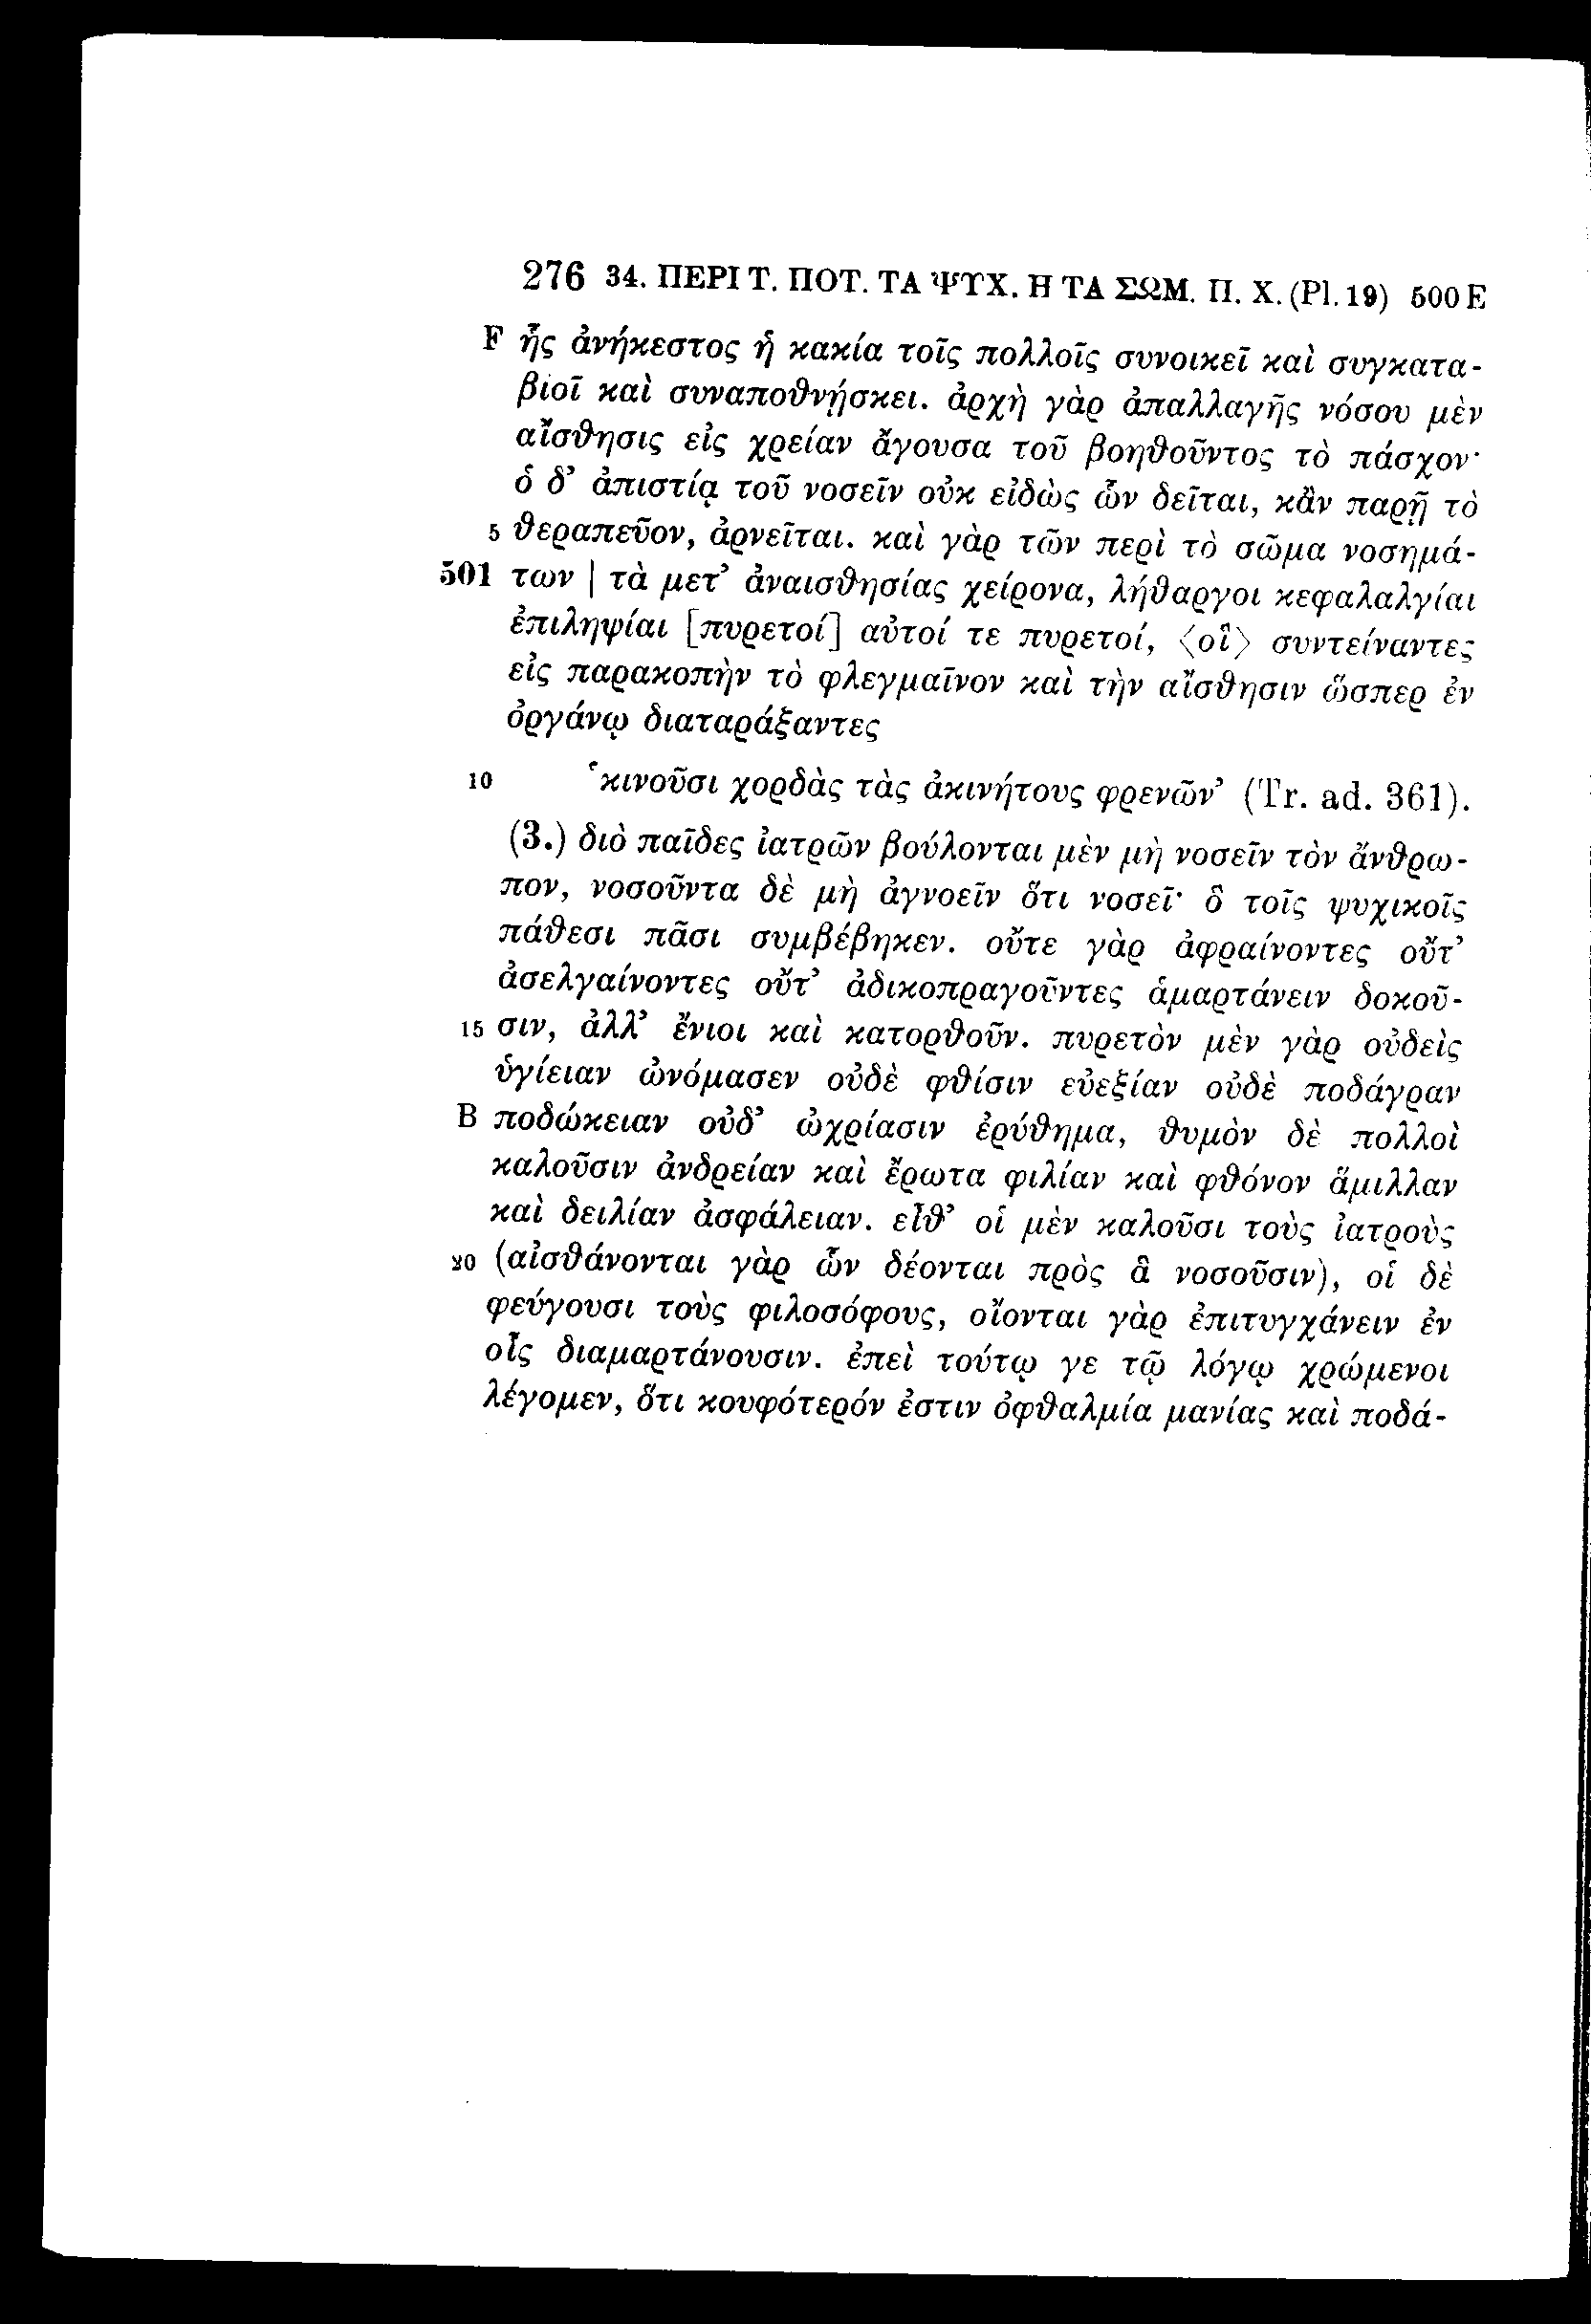 276 34. ΠΕΡΙ Τ. ΠΟΤ. ΤΑ ΨΥΧ. Η ΤΑ ΣΩΜ. Π. Χ. (Pl. 19) 500 E
F ἧς ἀνήκεστος ἡ κακία τοῖς πολλοῖς συνοικεῖ καὶ συγκατα-
βιοῖ καὶ συναποθνῄσκει. ἀρχὴ γὰρ ἀπαλλαγῆς νόσου μὲν
αἴσθησις εἰς χρείαν ἄγουσα τοῦ βοηθοῦντος τὸ πάσχον·
ὁ δ’ ἀπιστίᾳ τοῦ νοσεῖν οὐκ εἰδὼς ὧν δεῖται, κἂν παρῇ τὸ
5 θεραπεῦον, ἀρνεῖται. καὶ γὰρ τῶν περὶ τὸ σῶμα νοσημά-
501 των | τὰ μετ’ ἀναισθησίας χείρονα, λήθαργοι κεφαλαλγίαι
ἐπιληψίαι [πυρετοί] αὐτοί τε πυρετοί, ⟨οἳ⟩ συντείναντες
εἰς παρακοπὴν τὸ φλεγμαῖνον καὶ τὴν αἴσθησιν ὥσπερ ἐν
ὀργάνῳ διαταράξαντες
10 ‘κινοῦσι χορδὰς τὰς ἀκινήτους φρενῶν’ (Tr. ad. 361).
(3.) διὸ παῖδες ἰατρῶν βούλονται μὲν μὴ νοσεῖν τὸν ἄνθρω-
πον, νοσοῦντα δὲ μὴ ἀγνοεῖν ὅτι νοσεῖ· ὃ τοῖς ψυχικοῖς
πάθεσι πᾶσι συμβέβηκεν. οὔτε γὰρ ἀφραίνοντες οὔτ’
ἀσελγαίνοντες οὔτ’ ἀδικοπραγοῦντες ἁμαρτάνειν δοκοῦ-
15 σιν, ἀλλ’ ἔνιοι καὶ κατορθοῦν. πυρετὸν μὲν γὰρ οὐδεὶς
ὑγίειαν ὠνόμασεν οὐδὲ φθίσιν εὐεξίαν οὐδὲ ποδάγραν
B ποδώκειαν οὐδ’ ὠχρίασιν ἐρύθημα, θυμὸν δὲ πολλοὶ
καλοῦσιν ἀνδρείαν καὶ ἔρωτα φιλίαν καὶ φθόνον ἅμιλλαν
καὶ δειλίαν ἀσφάλειαν. εἶθ’ οἱ μὲν καλοῦσι τοὺς ἰατροὺς
20 (αἰσθάνονται γὰρ ὧν δέονται πρὸς ἃ νοσοῦσιν), οἱ δὲ
φεύγουσι τοὺς φιλοσόφους, οἴονται γὰρ ἐπιτυγχάνειν ἐν
οἷς διαμαρτάνουσιν. ἐπεὶ τούτῳ γε τῷ λόγῳ χρώμενοι
λέγομεν, ὅτι κουφότερόν ἐστιν ὀφθαλμία μανίας καὶ ποδά-